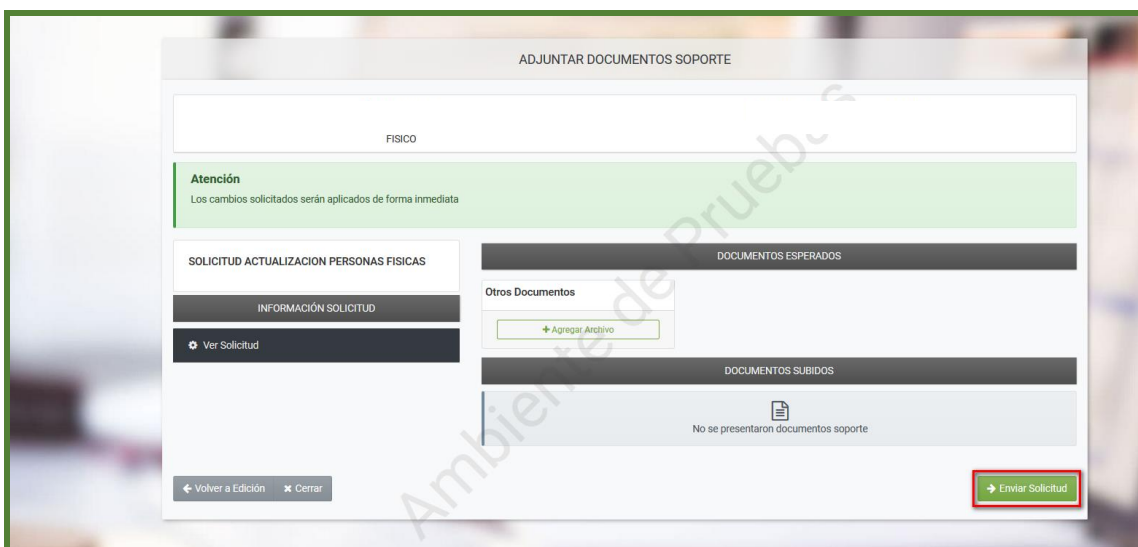 ADJUNTAR DOCUMENTOS SOPORTE
FISICO
Atención
Los cambios solicitados serán aplicados de forma inmediata
SOLICITUD ACTUALIZACION PERSONAS FISICAS
INFORMACIÓN SOLICITUD
Ver Solicitud
DOCUMENTOS ESPERADOS
Otros Documentos
Agregar Archivo
DOCUMENTOS SUBIDOS
No se presentaron documentos soporte
Volver a Edición
Cerrar
Enviar Solicitud
Ambiente de Pruebas